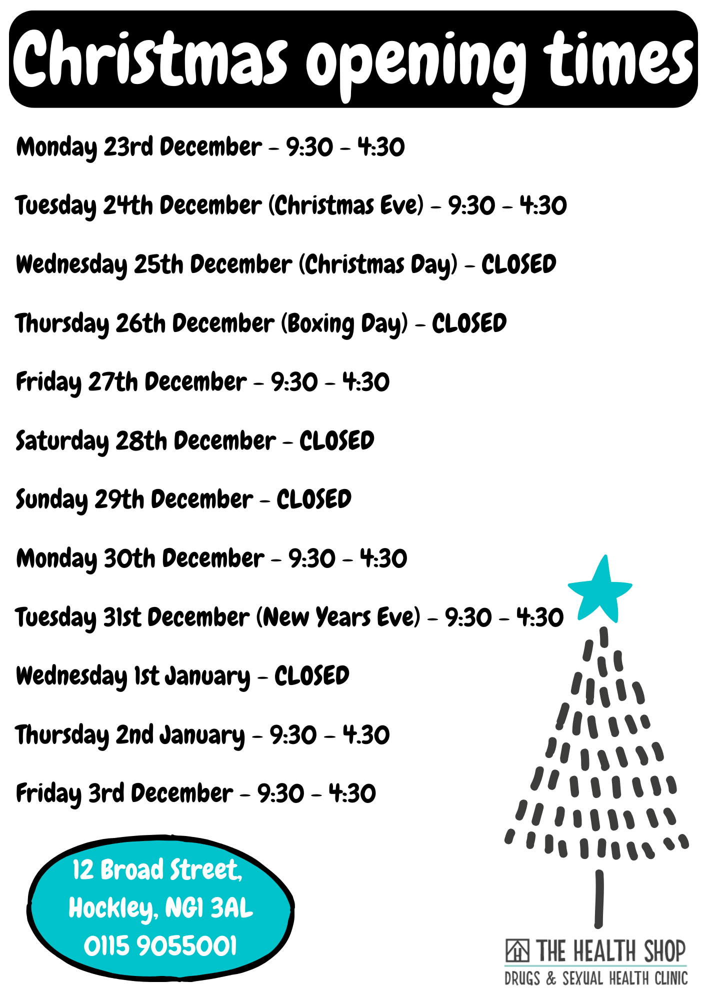 Christmas opening times
Monday 23rd December - 9:30 - 4:30
Tuesday 24th December (Christmas Eve) - 9:30 - 4:30
Wednesday 25th December (Christmas Day) - CLOSED
Thursday 26th December (Boxing Day) - CLOSED
Friday 27th December - 9:30 - 4:30
Saturday 28th December - CLOSED
Sunday 29th December - CLOSED
Monday 30th December - 9:30 - 4:30
Tuesday 31st December (New Years Eve) - 9:30 - 4:30
Wednesday 1st January - CLOSED
Thursday 2nd January - 9:30 - 4.30
Friday 3rd December - 9:30 - 4:30
12 Broad Street,
Hockley, NG1 3AL
0115 9055001
THE HEALTH SHOP
DRUGS & SEXUAL HEALTH CLINIC